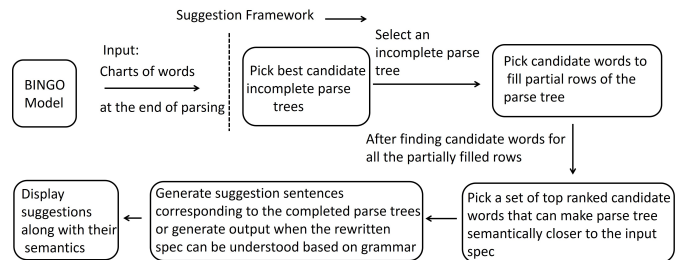 Suggestion Framework
Input:
Charts of words
at the end of parsing
BINGO
Model
Pick best candidate
incomplete parse
trees
Select an
incomplete parse
tree
Pick candidate words to
fill partial rows of the
parse tree
After finding candidate words for
all the partially filled rows
Pick a set of top ranked candidate
words that can make parse tree
semantically closer to the input
spec
Generate suggestion sentences
corresponding to the completed parse trees
or generate output when the rewritten
spec can be understood based on grammar
Display
suggestions
along with their
semantics